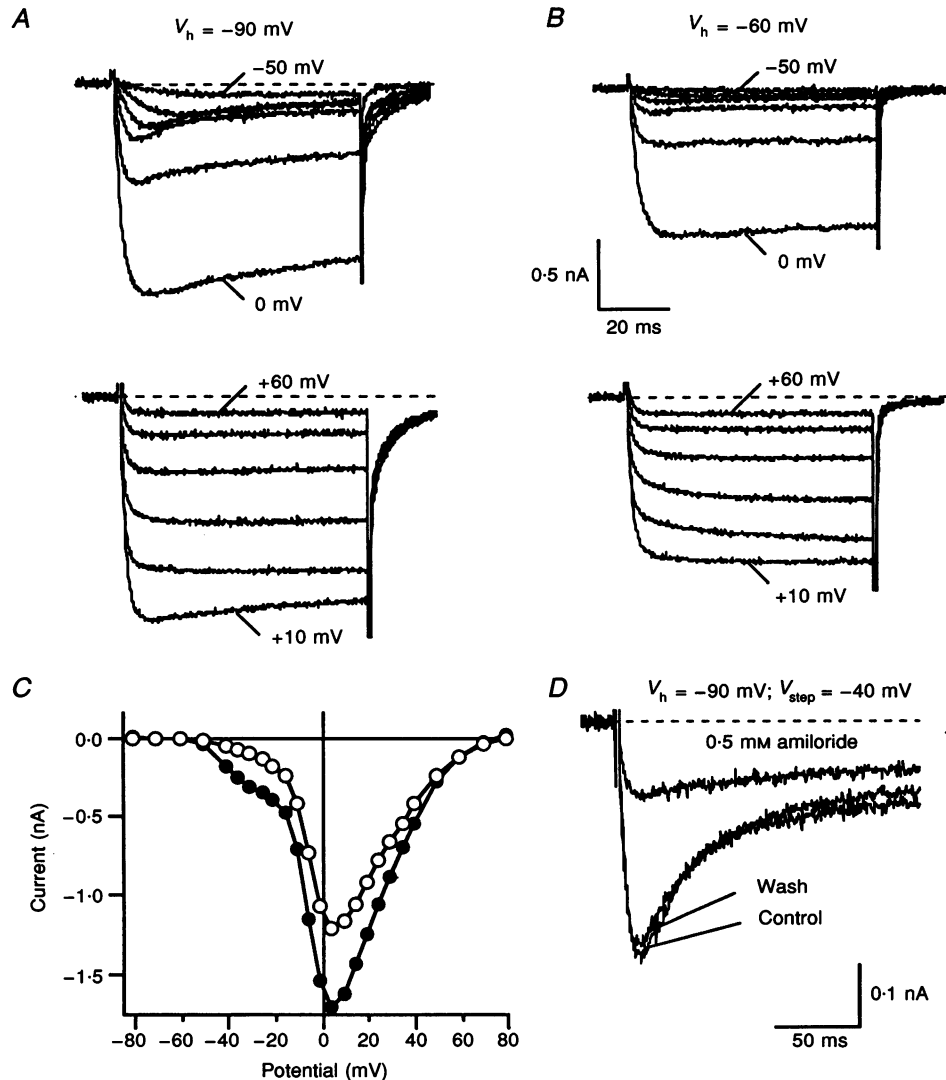 A
V_h = −90 mV
−50 mV
0 mV
+60 mV
+10 mV
B
V_h = −60 mV
−50 mV
0·5 nA
20 ms
0 mV
+60 mV
+10 mV
C
Current (nA)
0·0
−0·5
−1·0
−1·5
−80 −60 −40 −20 0 20 40 60 80
Potential (mV)
D
V_h = −90 mV; V_step = −40 mV
0·5 mM amiloride
Wash
Control
0·1 nA
50 ms